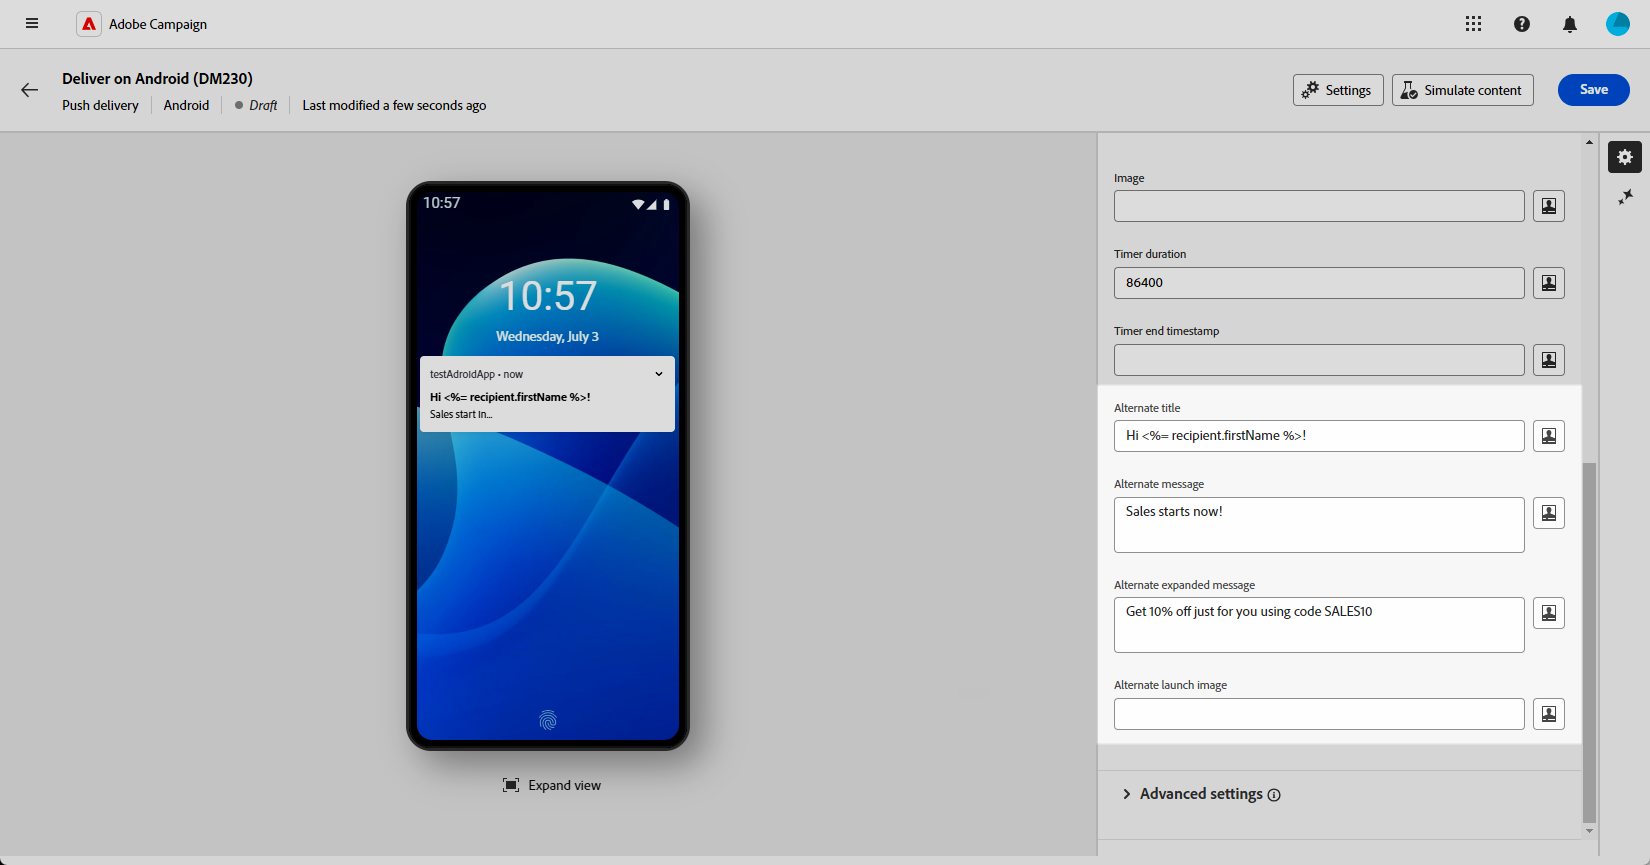 Adobe Campaign
Deliver on Android (DM230)
Push delivery
Android
Draft
Last modified a few seconds ago
Settings
Simulate content
Save
10:57
10:57
Wednesday, July 3
testAdroidApp • now
Hi <%= recipient.firstName %>!
Sales start in...
Expand view
Image
Timer duration
86400
Timer end timestamp
Alternate title
Hi <%= recipient.firstName %>!
Alternate message
Sales starts now!
Alternate expanded message
Get 10% off just for you using code SALES10
Alternate launch image
Advanced settings